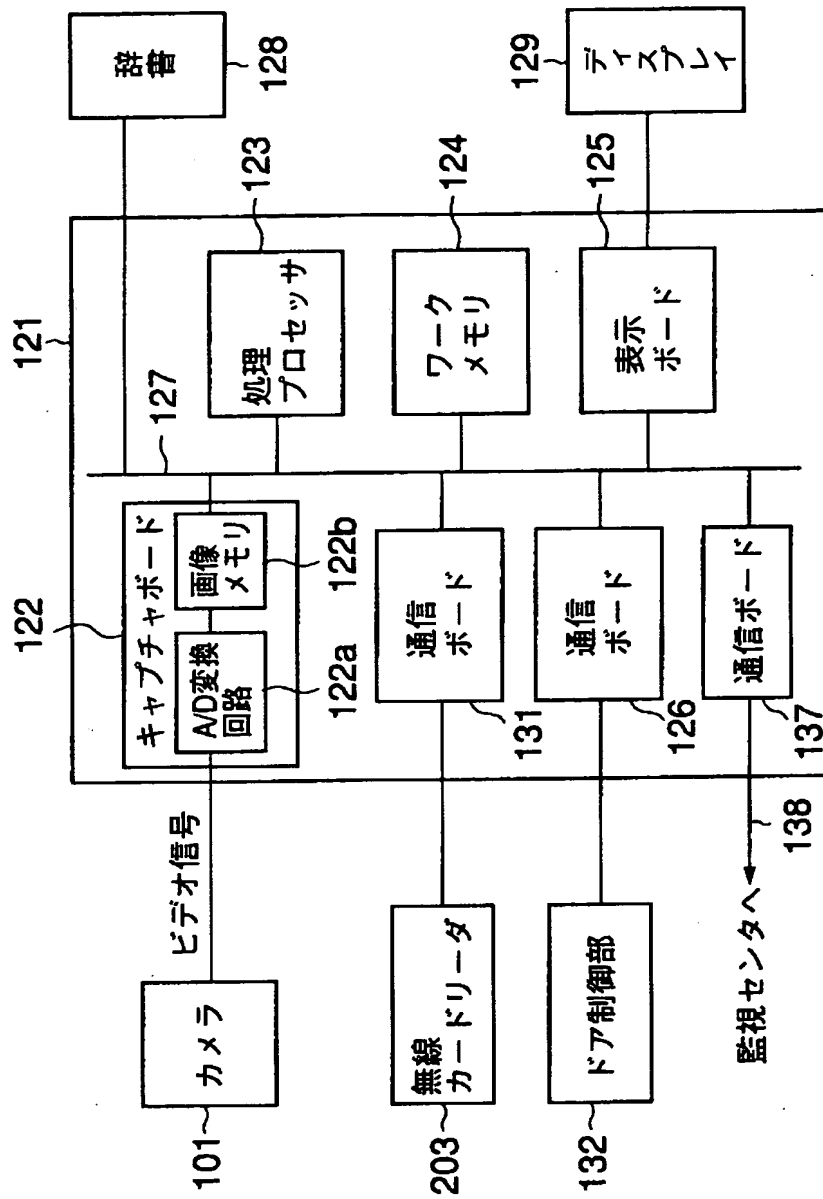 121
122
127
128
辞書
キャプチャボード
ビデオ信号
101
カメラ
A/D変換
回路
画像
メモリ
122a
122b
処理
プロセッサ
123
203
無線
カードリーダ
通信
ボード
131
ワーク
メモリ
124
132
ドア制御部
通信
ボード
126
表示
ボード
125
ディスプレイ
129
監視センタへ
138
通信ボード
137